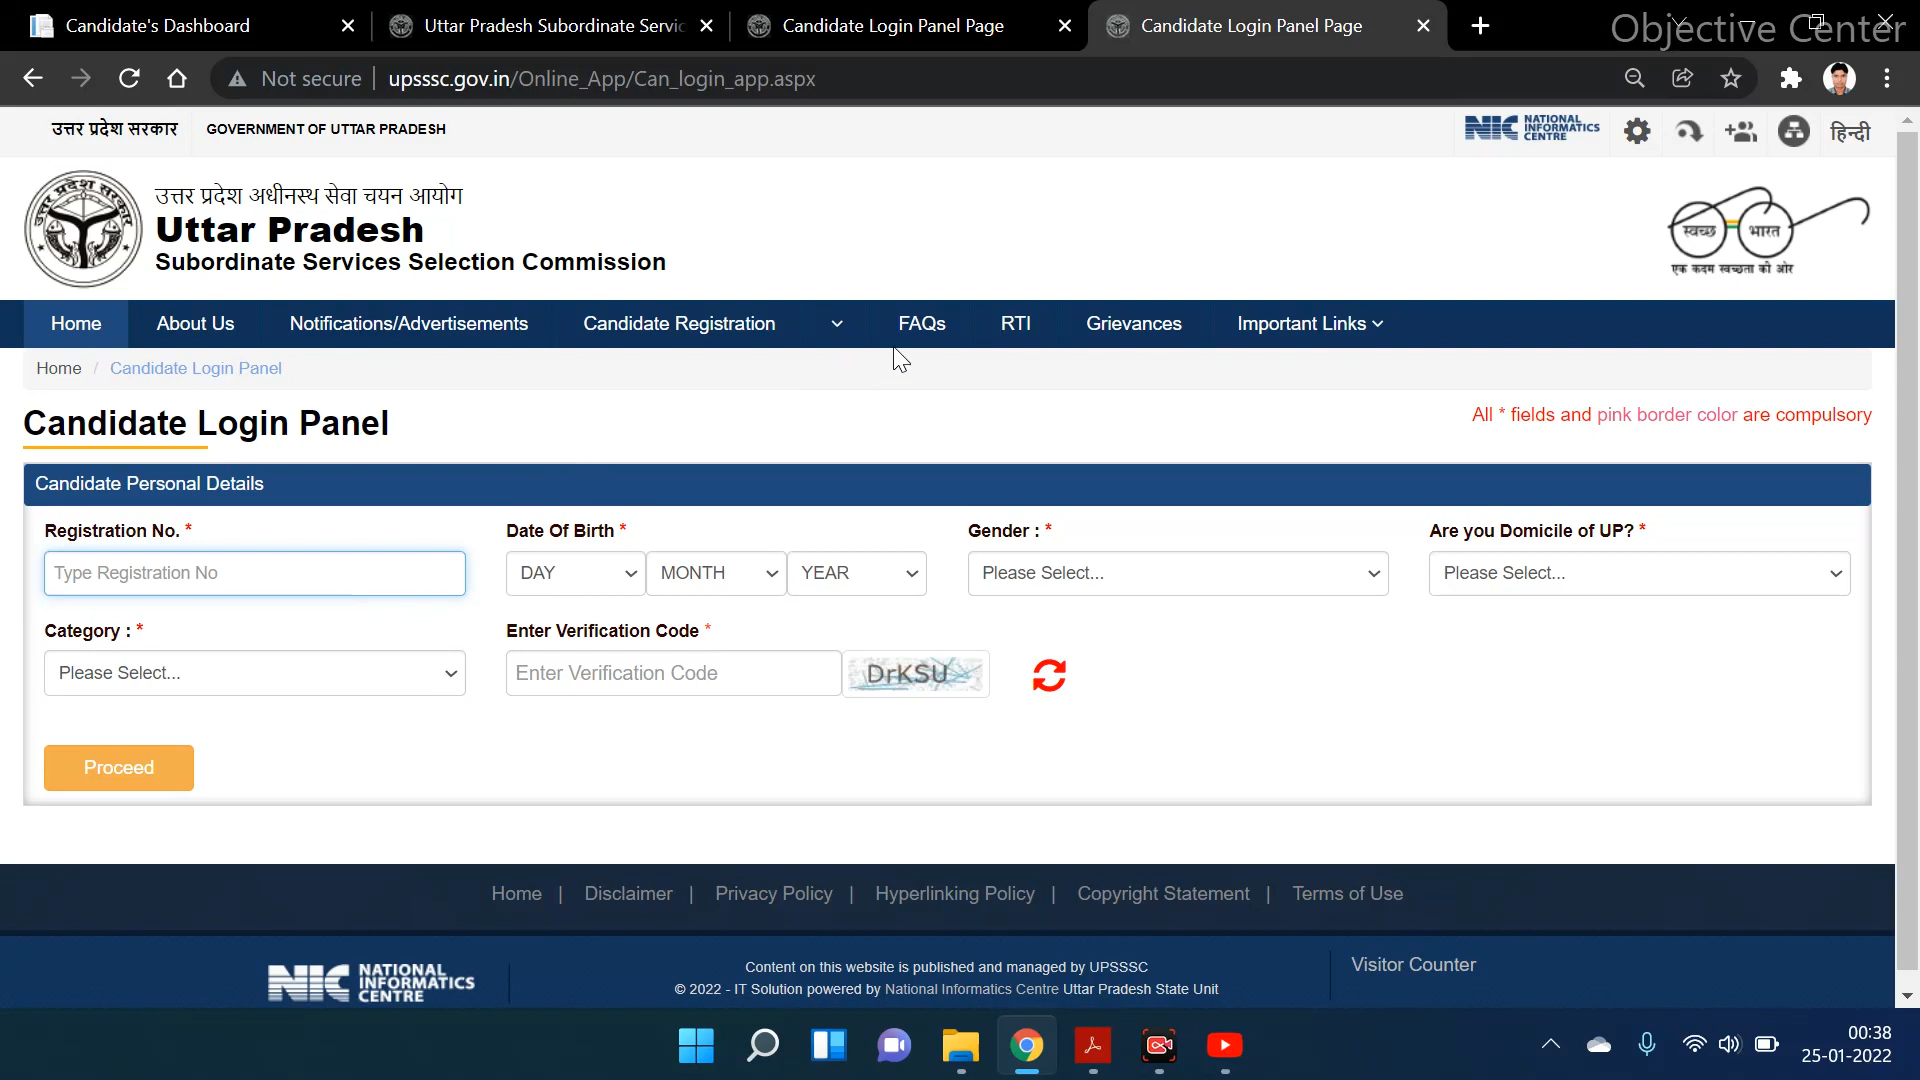 Candidate's Dashboard
Uttar Pradesh Subordinate Servic
Candidate Login Panel Page
Candidate Login Panel Page
Objective Center
Not secure
upsssc.gov.in/Online_App/Can_login_app.aspx
उत्तर प्रदेश सरकार
GOVERNMENT OF UTTAR PRADESH
NIC NATIONAL INFORMATICS CENTRE
हिन्दी
उत्तर प्रदेश सरकार
उत्तर प्रदेश अधीनस्थ सेवा चयन आयोग
Uttar Pradesh
Subordinate Services Selection Commission
स्वच्छ भारत
एक कदम स्वच्छता की ओर
Home About Us Notifications/Advertisements Candidate Registration FAQs RTI Grievances Important Links
Home / Candidate Login Panel
Candidate Login Panel
All * fields and pink border color are compulsory
Candidate Personal Details
Registration No. * Date Of Birth * Gender : * Are you Domicile of UP? *
Type Registration No DAY MONTH YEAR Please Select... Please Select...
Category : * Enter Verification Code *
Please Select... Enter Verification Code DrKSU
Proceed
Home | Disclaimer | Privacy Policy | Hyperlinking Policy | Copyright Statement | Terms of Use
NIC NATIONAL INFORMATICS CENTRE
Content on this website is published and managed by UPSSSC
© 2022 - IT Solution powered by National Informatics Centre Uttar Pradesh State Unit
Visitor Counter
00:38
25-01-2022